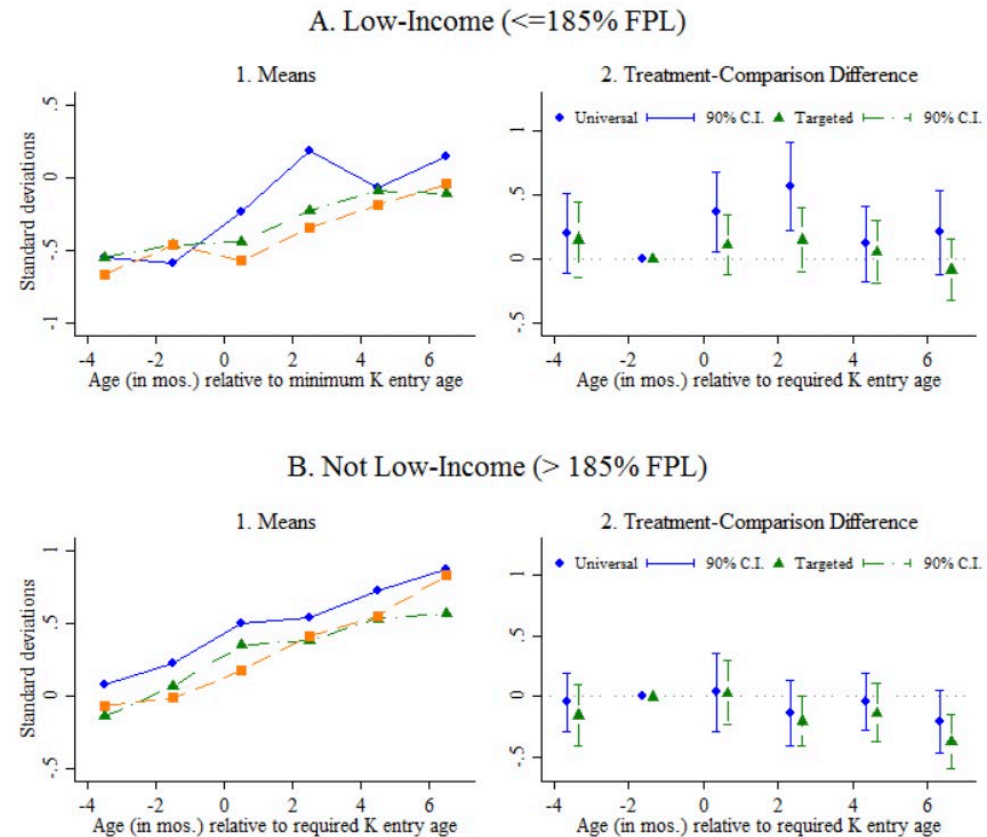 A. Low-Income (<=185% FPL)
1. Means
Standard deviations
.5
0
-.5
-1
-4 -2 0 2 4 6
Age (in mos.) relative to minimum K entry age
2. Treatment-Comparison Difference
Universal 90% C.I. Targeted 90% C.I.
1
.5
0
-.5
-4 -2 0 2 4 6
Age (in mos.) relative to required K entry age
B. Not Low-Income (> 185% FPL)
1. Means
Standard deviations
1
.5
0
-.5
-4 -2 0 2 4 6
Age (in mos.) relative to required K entry age
2. Treatment-Comparison Difference
Universal 90% C.I. Targeted 90% C.I.
1
.5
0
-.5
-4 -2 0 2 4 6
Age (in mos.) relative to required K entry age